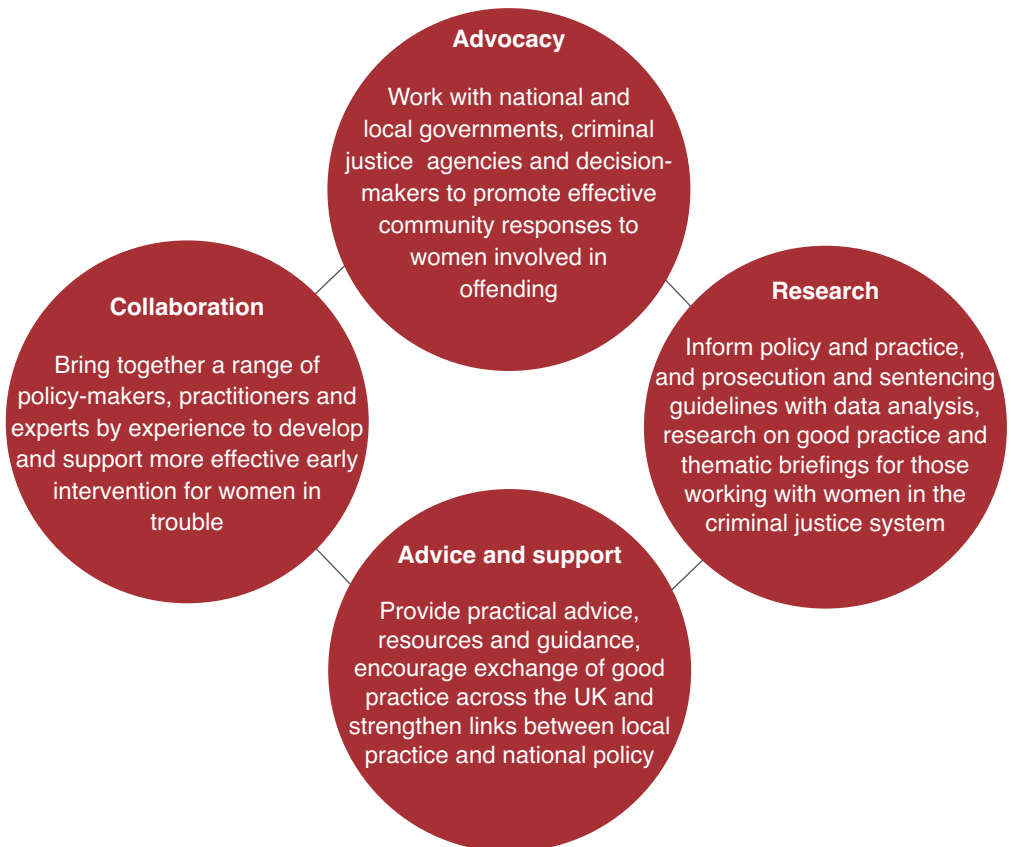 Advocacy
Work with national and
local governments, criminal
justice agencies and decision-
makers to promote effective
community responses to
women involved in
offending
Collaboration
Bring together a range of
policy-makers, practitioners and
experts by experience to develop
and support more effective early
intervention for women in
trouble
Research
Inform policy and practice,
and prosecution and sentencing
guidelines with data analysis,
research on good practice and
thematic briefings for those
working with women in the
criminal justice system
Advice and support
Provide practical advice,
resources and guidance,
encourage exchange of good
practice across the UK and
strengthen links between local
practice and national policy